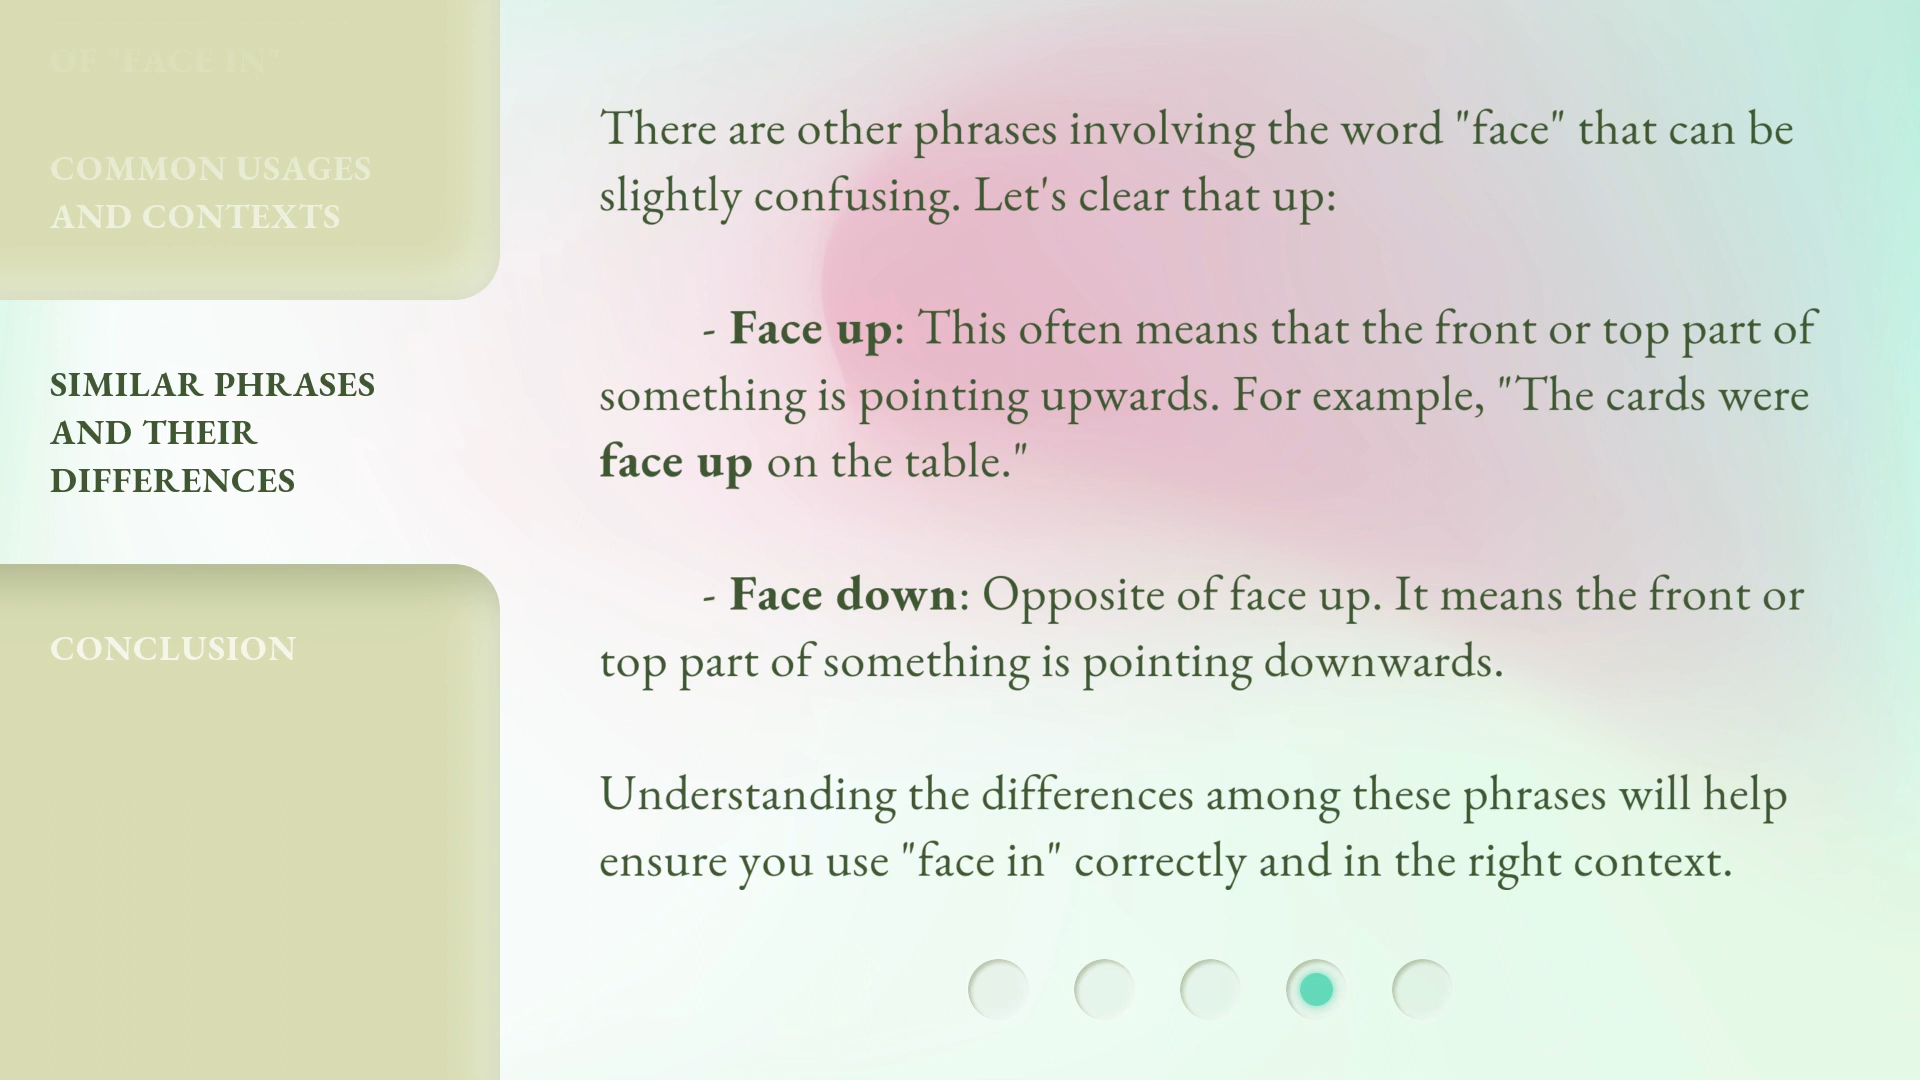 OF "FACE IN"
COMMON USAGES
AND CONTEXTS
SIMILAR PHRASES
AND THEIR
DIFFERENCES
CONCLUSION
There are other phrases involving the word "face" that can be
slightly confusing. Let's clear that up:
- Face up: This often means that the front or top part of
something is pointing upwards. For example, "The cards were
face up on the table."
- Face down: Opposite of face up. It means the front or
top part of something is pointing downwards.
Understanding the differences among these phrases will help
ensure you use "face in" correctly and in the right context.